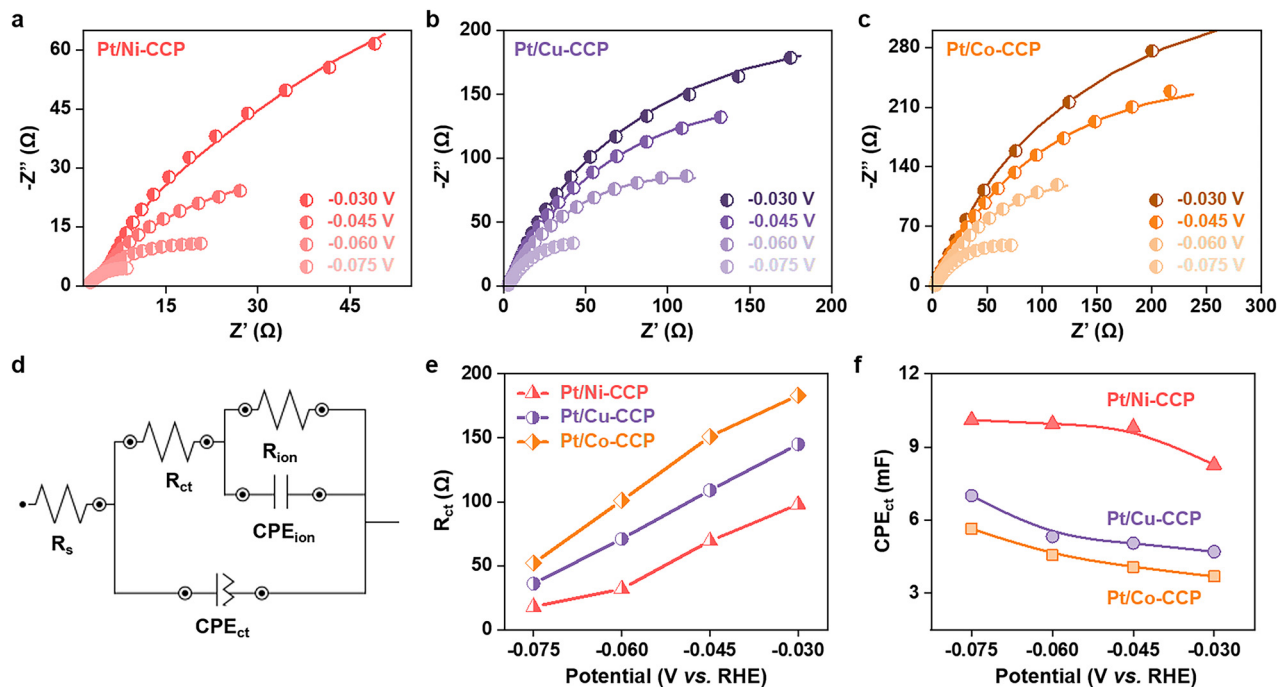 a
Pt/Ni-CCP
60
45
30
15
0
-Z'' (Ω)
-0.030 V
-0.045 V
-0.060 V
-0.075 V
15
30
45
Z' (Ω)
b
Pt/Cu-CCP
200
150
100
50
0
-Z'' (Ω)
-0.030 V
-0.045 V
-0.060 V
-0.075 V
0
50
100
150
200
Z' (Ω)
c
Pt/Co-CCP
280
210
140
70
0
-Z'' (Ω)
-0.030 V
-0.045 V
-0.060 V
-0.075 V
0
50
100
150
200
250
300
Z' (Ω)
d
Rs
Rct
Rion
CPEion
CPEct
e
Pt/Ni-CCP
Pt/Cu-CCP
Pt/Co-CCP
200
150
100
50
0
Rct (Ω)
-0.075
-0.060
-0.045
-0.030
Potential (V vs. RHE)
f
12
9
6
3
CPEct (mF)
Pt/Ni-CCP
Pt/Cu-CCP
Pt/Co-CCP
-0.075
-0.060
-0.045
-0.030
Potential (V vs. RHE)